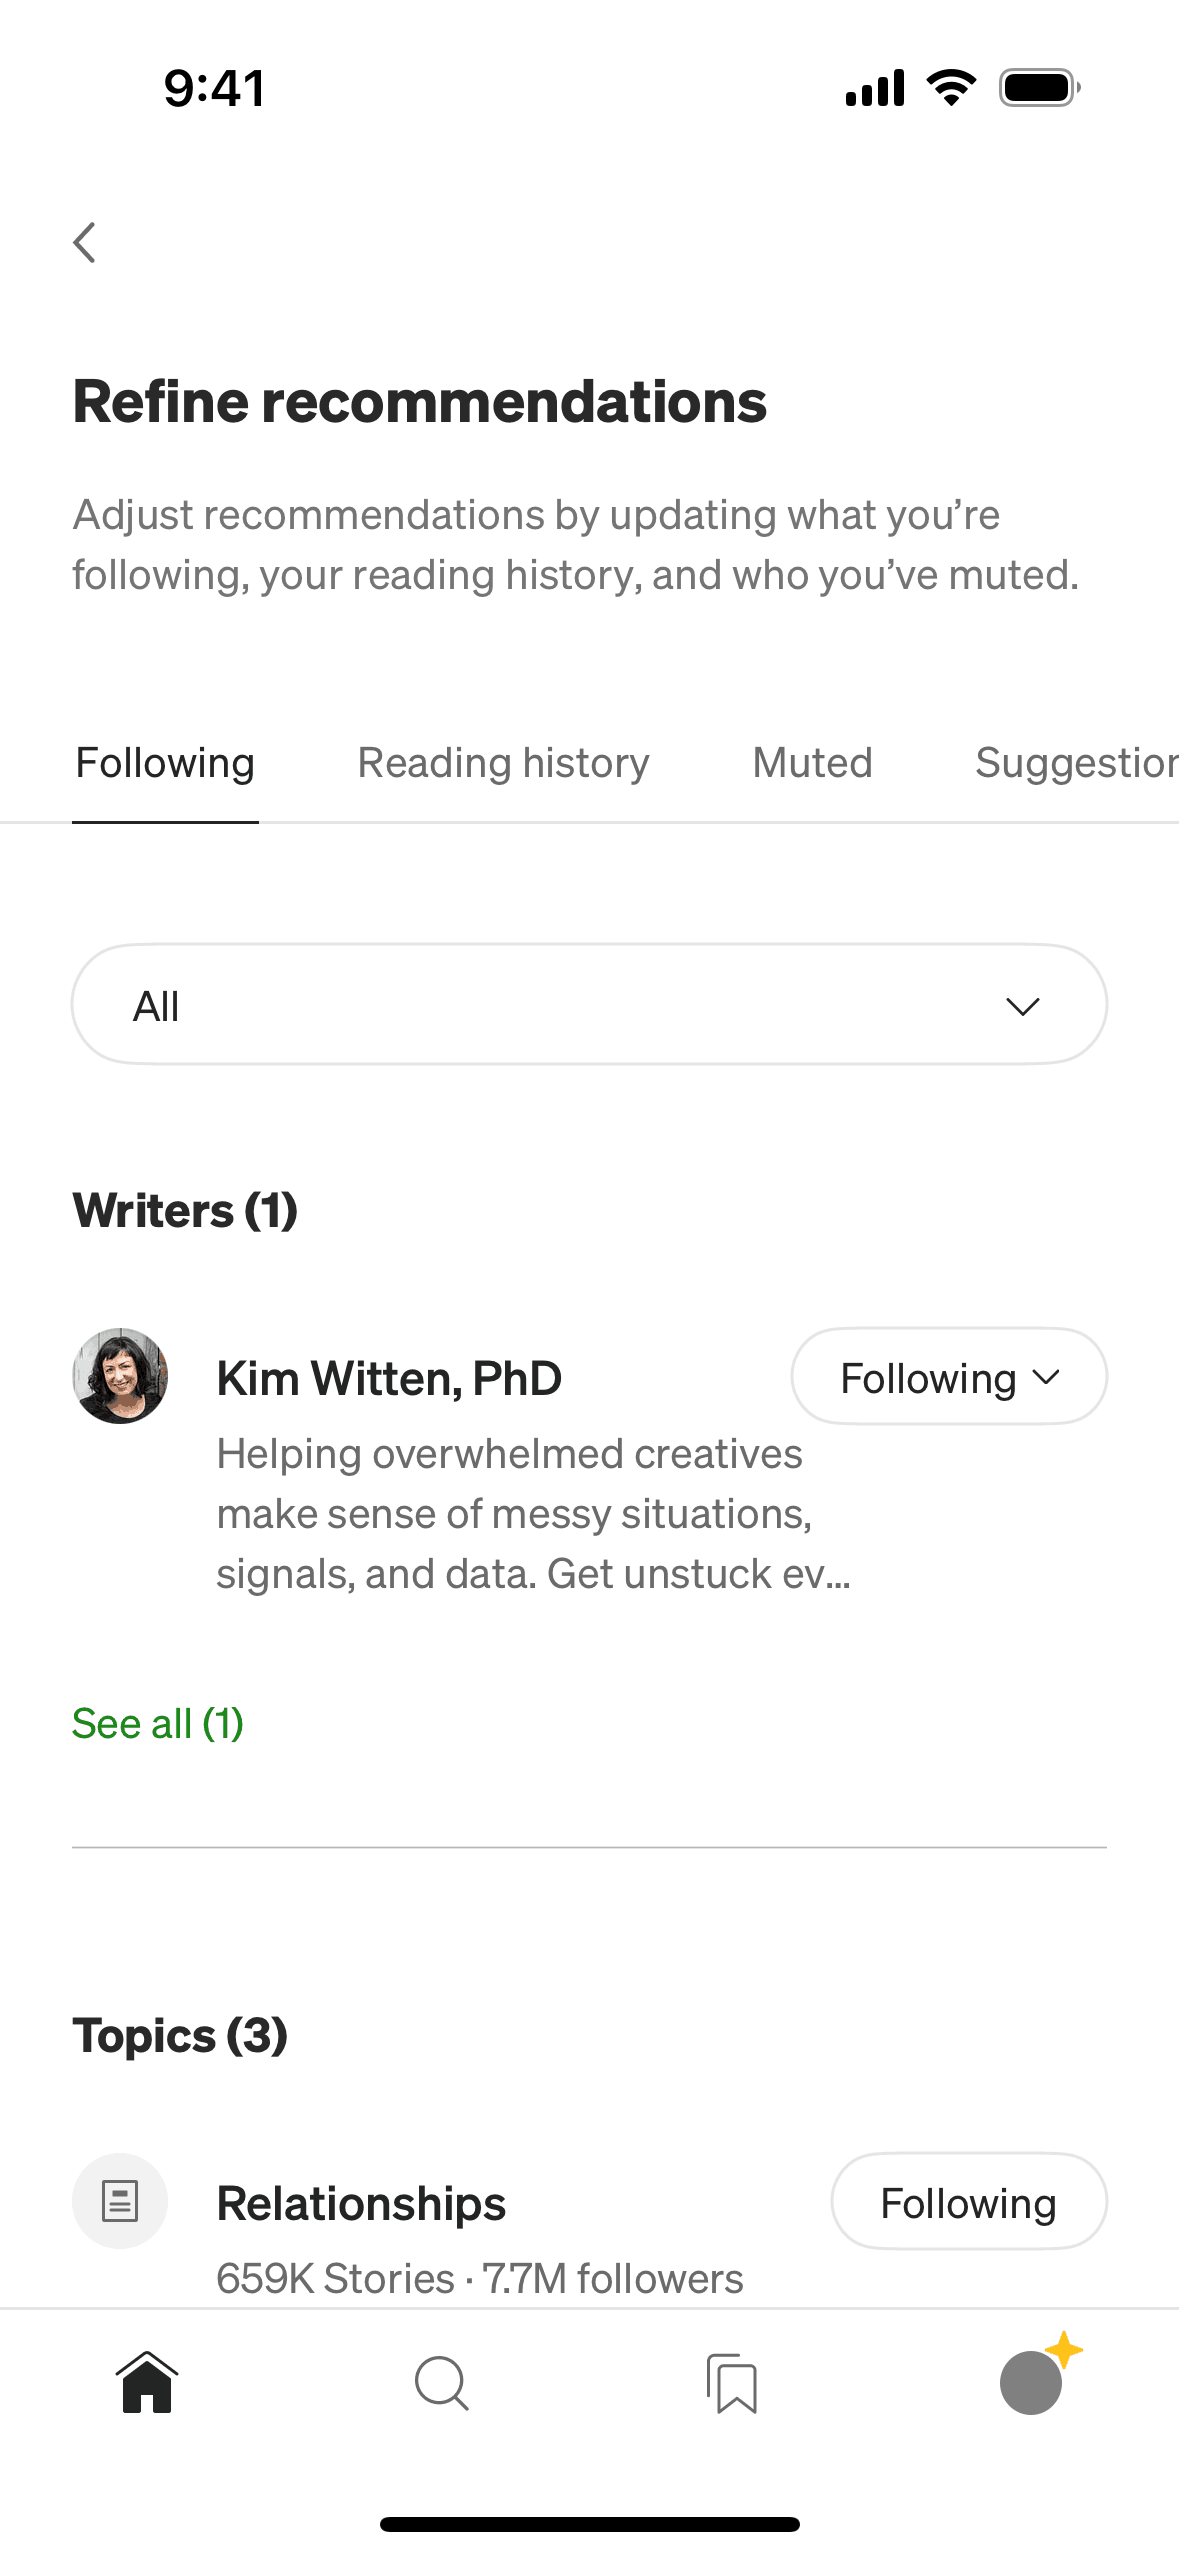 9:41
Refine recommendations
Adjust recommendations by updating what you’re
following, your reading history, and who you’ve muted.
Following
Reading history
Muted
Suggestion
All
Writers (1)
Kim Witten, PhD
Following
Helping overwhelmed creatives
make sense of messy situations,
signals, and data. Get unstuck ev...
See all (1)
Topics (3)
Relationships
Following
659K Stories · 7.7M followers